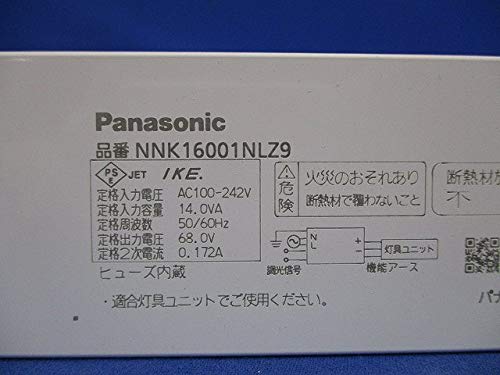 Panasonic
品番 NNK16001NLZ9
PS E JET IKE.
定格入力電圧 AC100-242V
定格入力容量 14.0VA
定格周波数 50/60Hz
定格出力電圧 68.0V
定格2次電流 0.172A
ヒューズ内蔵
・適合灯具ユニットでご使用ください。
危険
火災のおそれあり
断熱材で覆わないこと
N
L
+
-
灯具ユニット
調光信号
機能アース
断熱材施
不
パナ